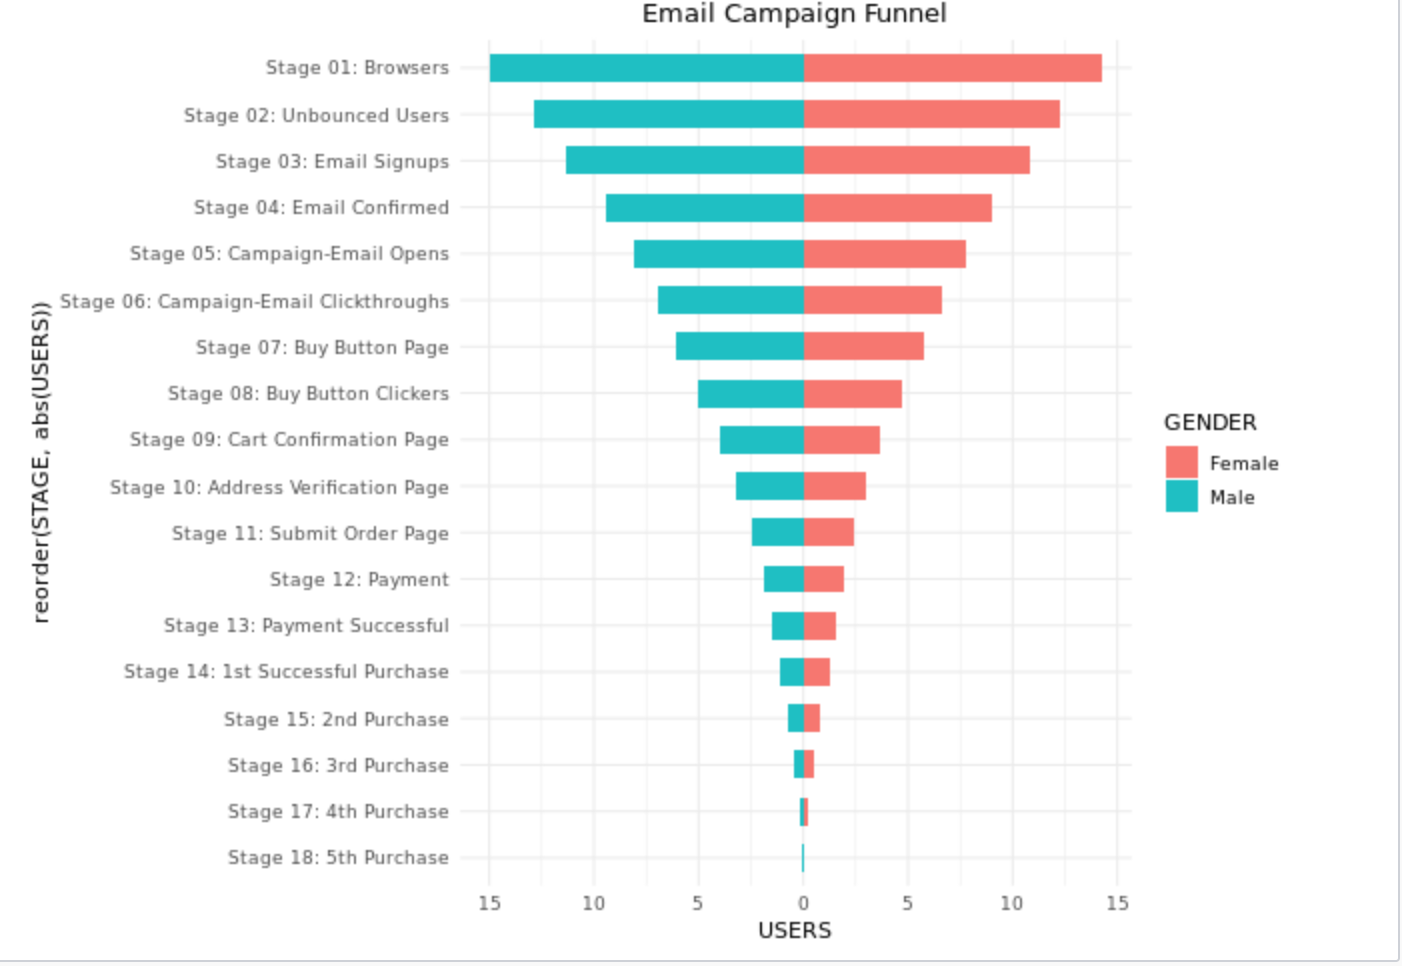 Email Campaign Funnel
Stage 01: Browsers
Stage 02: Unbounced Users
Stage 03: Email Signups
Stage 04: Email Confirmed
Stage 05: Campaign-Email Opens
Stage 06: Campaign-Email Clickthroughs
Stage 07: Buy Button Page
Stage 08: Buy Button Clickers
Stage 09: Cart Confirmation Page
Stage 10: Address Verification Page
Stage 11: Submit Order Page
Stage 12: Payment
Stage 13: Payment Successful
Stage 14: 1st Successful Purchase
Stage 15: 2nd Purchase
Stage 16: 3rd Purchase
Stage 17: 4th Purchase
Stage 18: 5th Purchase
reorder(STAGE, abs(USERS))
15 10 5 0 5 10 15
USERS
GENDER
Female
Male